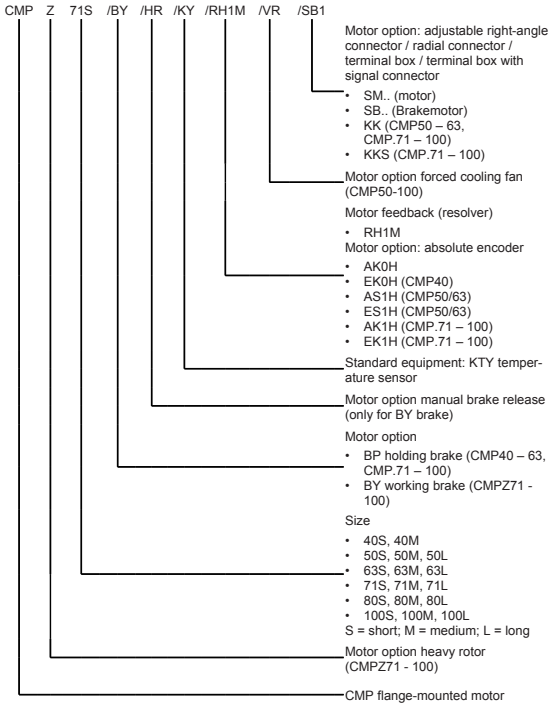 CMP Z 71S /BY /HR /KY /RH1M /VR /SB1
Motor option: adjustable right-angle
connector / radial connector /
terminal box / terminal box with
signal connector
• SM.. (motor)
• SB.. (Brakemotor)
• KK (CMP50 – 63,
CMP.71 – 100)
• KKS (CMP.71 – 100)
Motor option forced cooling fan
(CMP50-100)
Motor feedback (resolver)
• RH1M
Motor option: absolute encoder
• AK0H
• EK0H (CMP40)
• AS1H (CMP50/63)
• ES1H (CMP50/63)
• AK1H (CMP.71 – 100)
• EK1H (CMP.71 – 100)
Standard equipment: KTY temper-
ature sensor
Motor option manual brake release
(only for BY brake)
Motor option
• BP holding brake (CMP40 – 63,
CMP.71 – 100)
• BY working brake (CMPZ71 -
100)
Size
• 40S, 40M
• 50S, 50M, 50L
• 63S, 63M, 63L
• 71S, 71M, 71L
• 80S, 80M, 80L
• 100S, 100M, 100L
S = short; M = medium; L = long
Motor option heavy rotor
(CMPZ71 - 100)
CMP flange-mounted motor